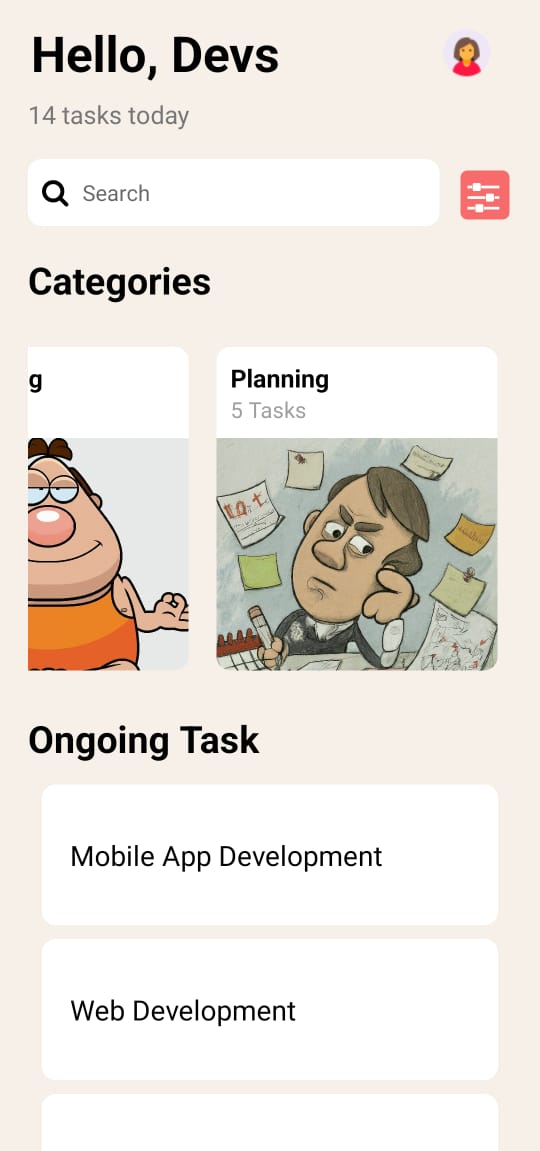 Hello, Devs
14 tasks today
Search
Categories
g
Planning
5 Tasks
Ongoing Task
Mobile App Development
Web Development